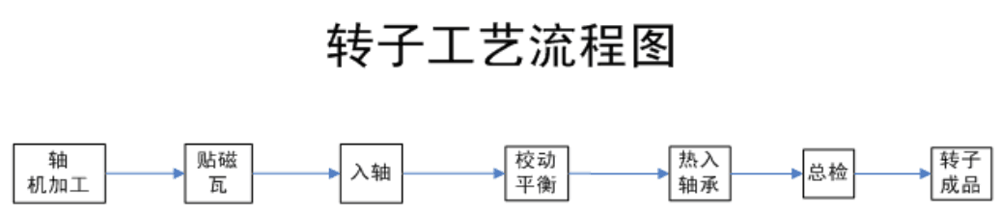 转子工艺流程图
轴
机加工
贴磁
瓦
入轴
校动
平衡
热入
轴承
总检
转子
成品